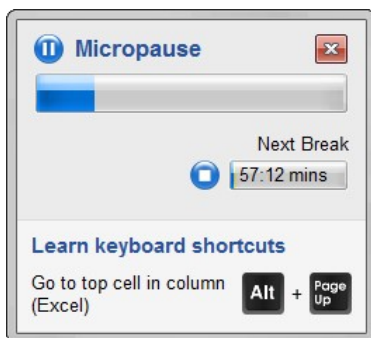 Micropause
Next Break
57:12 mins
Learn keyboard shortcuts
Go to top cell in column
(Excel)
Alt + Page
Up